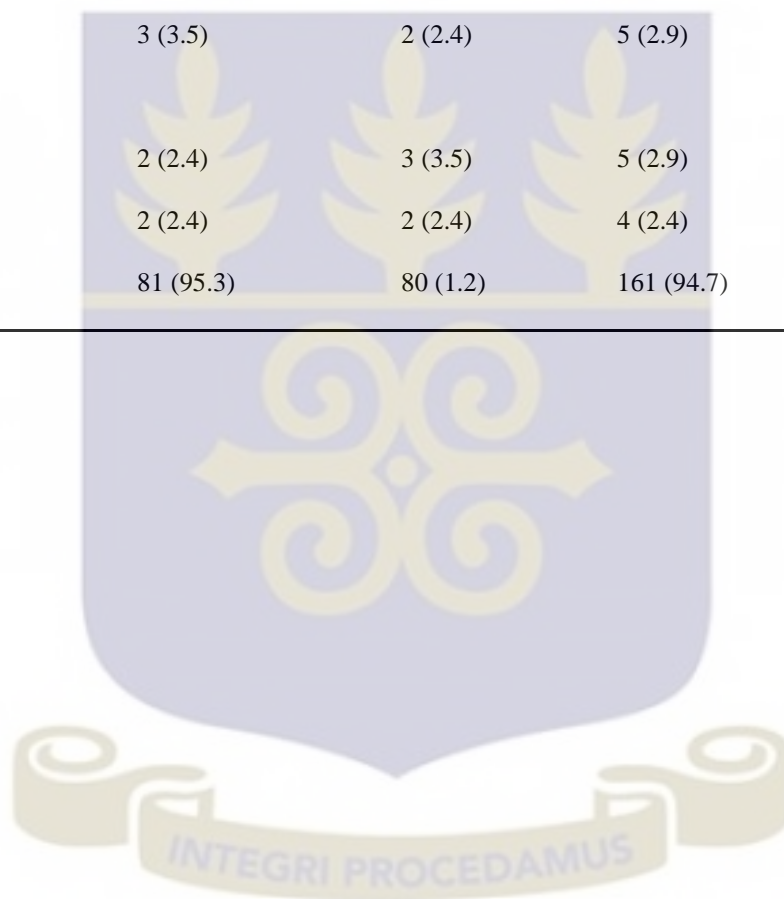 3 (3.5) 2 (2.4) 5 (2.9)
2 (2.4) 3 (3.5) 5 (2.9)
2 (2.4) 2 (2.4) 4 (2.4)
81 (95.3) 80 (1.2) 161 (94.7)
INTEGRI PROCEDAMUS